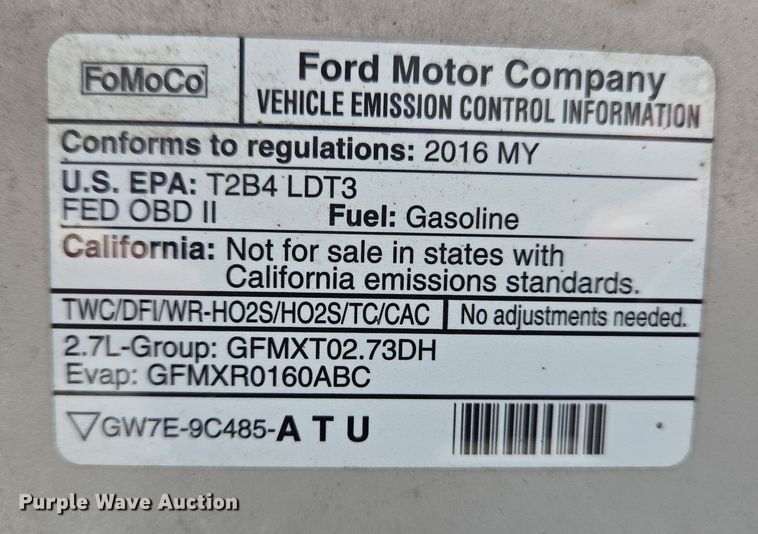 FoMoCo
Ford Motor Company
VEHICLE EMISSION CONTROL INFORMATION
Conforms to regulations: 2016 MY
U.S. EPA: T2B4 LDT3
FED OBD II Fuel: Gasoline
California: Not for sale in states with
California emissions standards.
TWC/DFI/WR-HO2S/HO2S/TC/CAC No adjustments needed.
2.7L-Group: GFMXT02.73DH
Evap: GFMXR0160ABC
GW7E-9C485-A T U
Purple Wave Auction